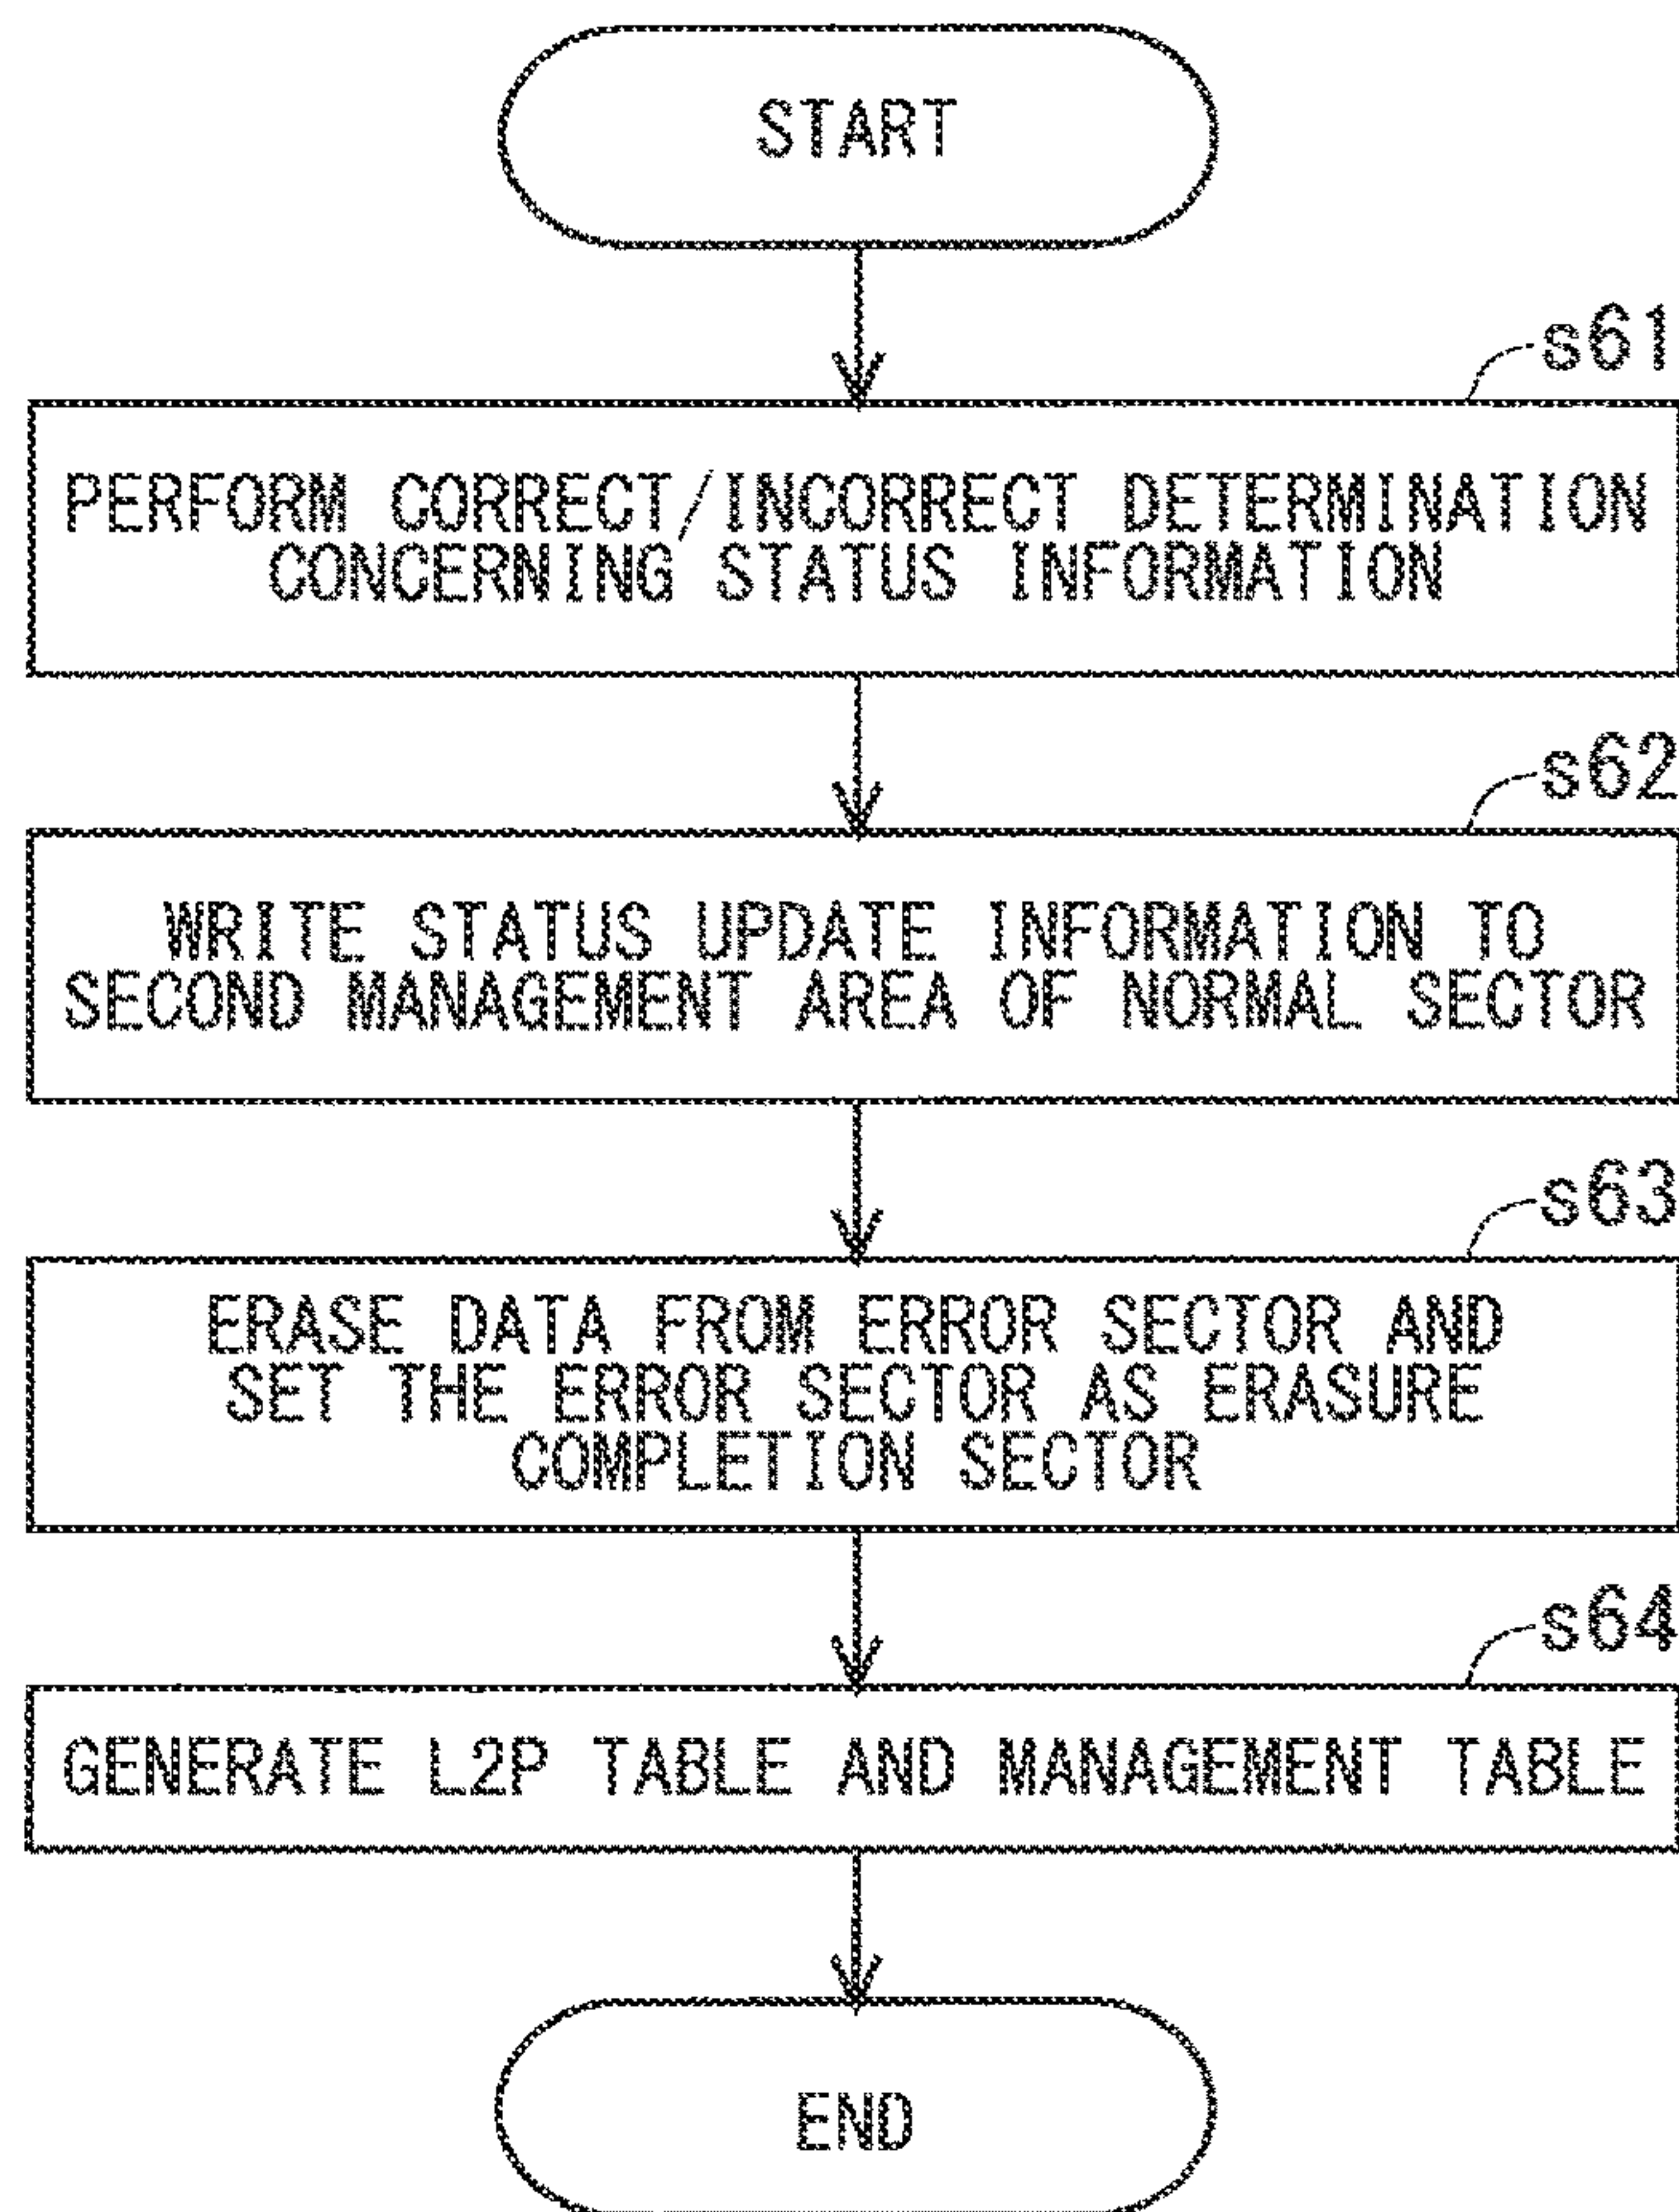 START
s61
PERFORM CORRECT/INCORRECT DETERMINATION
CONCERNING STATUS INFORMATION
s62
WRITE STATUS UPDATE INFORMATION TO
SECOND MANAGEMENT AREA OF NORMAL SECTOR
s63
ERASE DATA FROM ERROR SECTOR AND
SET THE ERROR SECTOR AS ERASURE
COMPLETION SECTOR
s64
GENERATE L2P TABLE AND MANAGEMENT TABLE
END